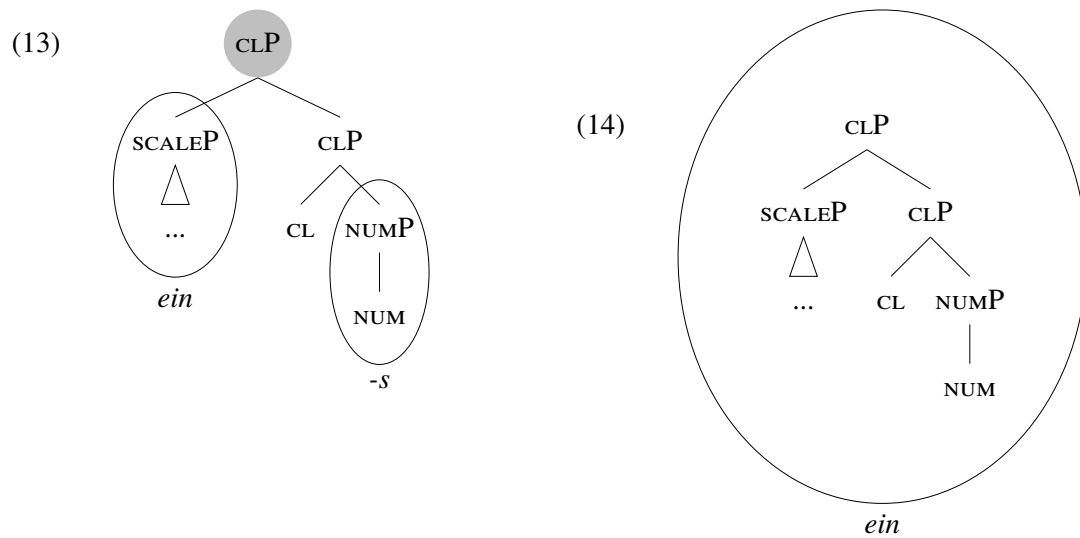 (13)
CLP
SCALEP CLP
... CL NUMP
ein NUM
-s
(14)
CLP
SCALEP CLP
... CL NUMP
NUM
ein